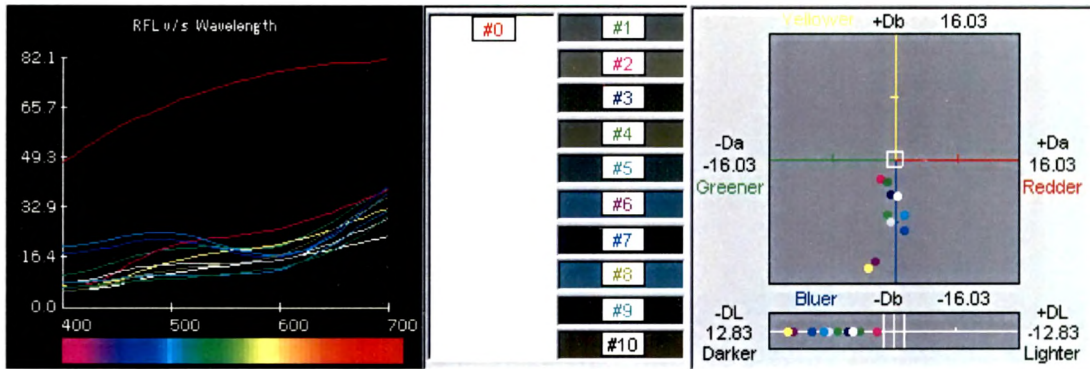 RFL v/s Wavelength
82.1
65.7
49.3
32.9
16.4
0.0
400 500 600 700
#0
#1
#2
#3
#4
#5
#6
#7
#8
#9
#10
Yellower +Db 16.03
-Da
-16.03
Greener
+Da
16.03
Redder
Bluer -Db -16.03
-DL
12.83
Darker
+DL
-12.83
Lighter